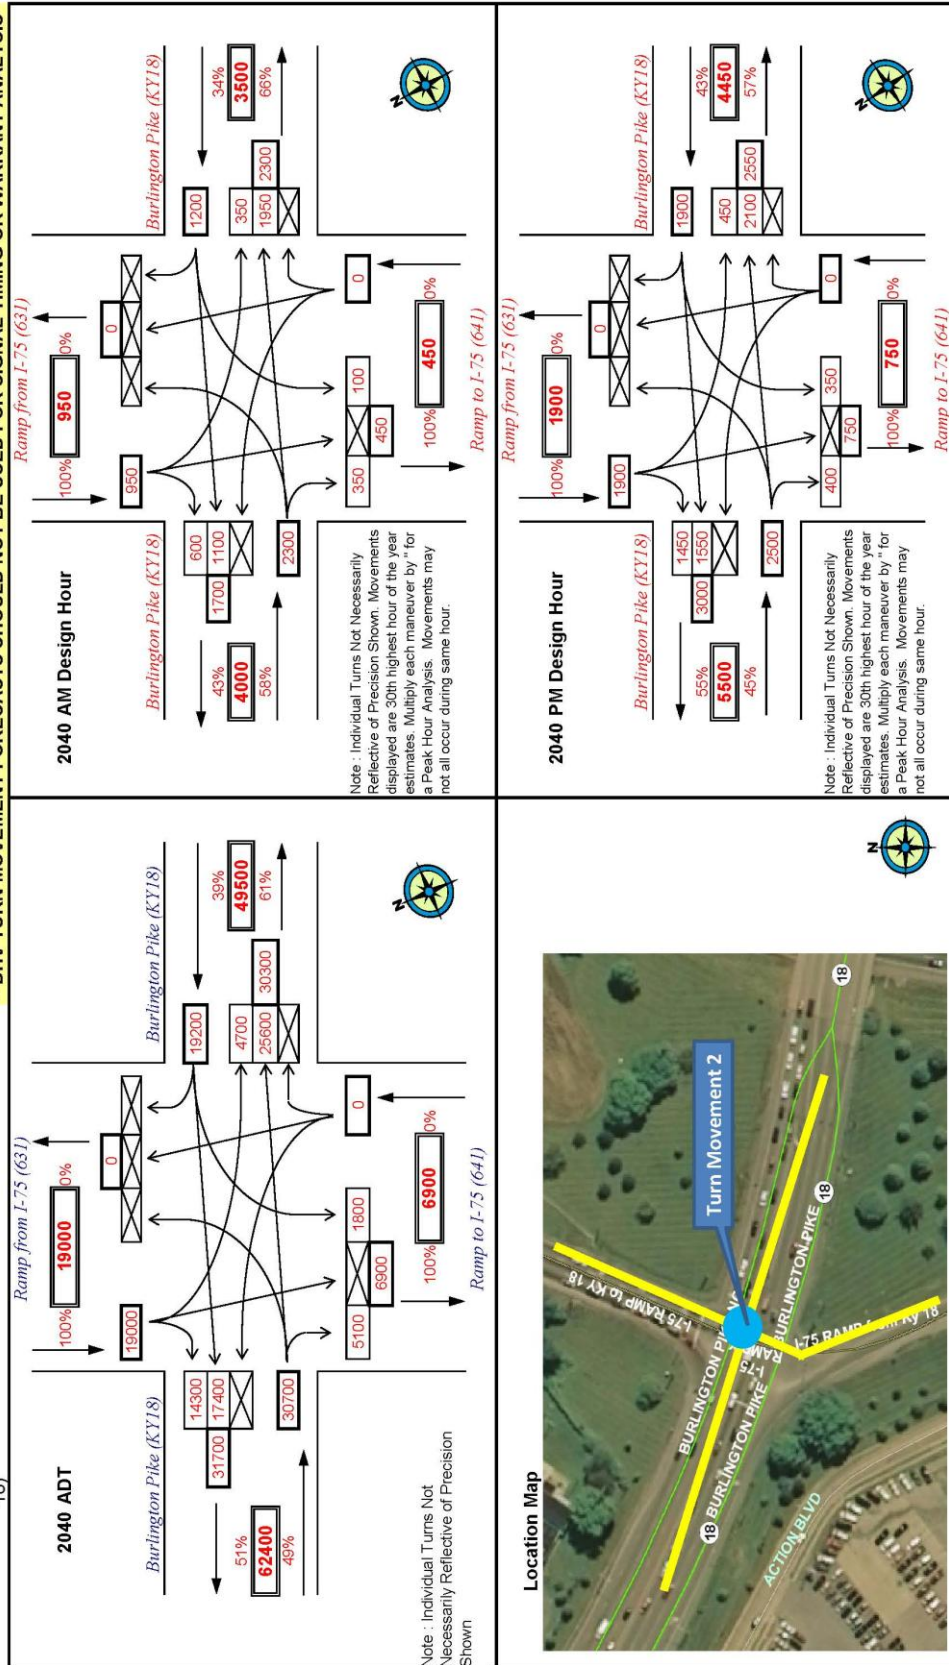 2040 ADT
Ramp from I-75 (631)
100%
19000
0%
19000
0
Burlington Pike (KY18)
Burlington Pike (KY18)
14300
17400
31700
51%
62400
49%
30700
19200
39%
49500
61%
4700
25600
30300
5100
1800
6900
0
100%
6900
0%
Ramp to I-75 (641)
N
Note : Individual Turns Not
Necessarily Reflective of Precision
Shown
2040 AM Design Hour
Ramp from I-75 (631)
100%
950
0%
950
0
Burlington Pike (KY18)
Burlington Pike (KY18)
600
1100
1700
43%
4000
58%
2300
1200
34%
3500
66%
350
1950
2300
350
100
450
0
100%
450
0%
Ramp to I-75 (641)
N
Note : Individual Turns Not Necessarily
Reflective of Precision Shown. Movements
displayed are 30th highest hour of the year
estimates. Multiply each maneuver by " for
a Peak Hour Analysis. Movements may
not all occur during same hour.
Location Map
N
Turn Movement 2
I-75 RAMP to KY 18
BURLINGTON PIKE
BURLINGTON PIKE 18
18
18 BURLINGTON PIKE
I-75
ACTION BLVD
2040 PM Design Hour
Ramp from I-75 (631)
100%
1900
0%
1900
0
Burlington Pike (KY18)
Burlington Pike (KY18)
1450
1550
3000
55%
5500
45%
2500
1900
43%
4450
57%
450
2100
2550
400
350
750
0
100%
750
0%
Ramp to I-75 (641)
N
Note : Individual Turns Not Necessarily
Reflective of Precision Shown. Movements
displayed are 30th highest hour of the year
estimates. Multiply each maneuver by " for
a Peak Hour Analysis. Movements may
not all occur during same hour.